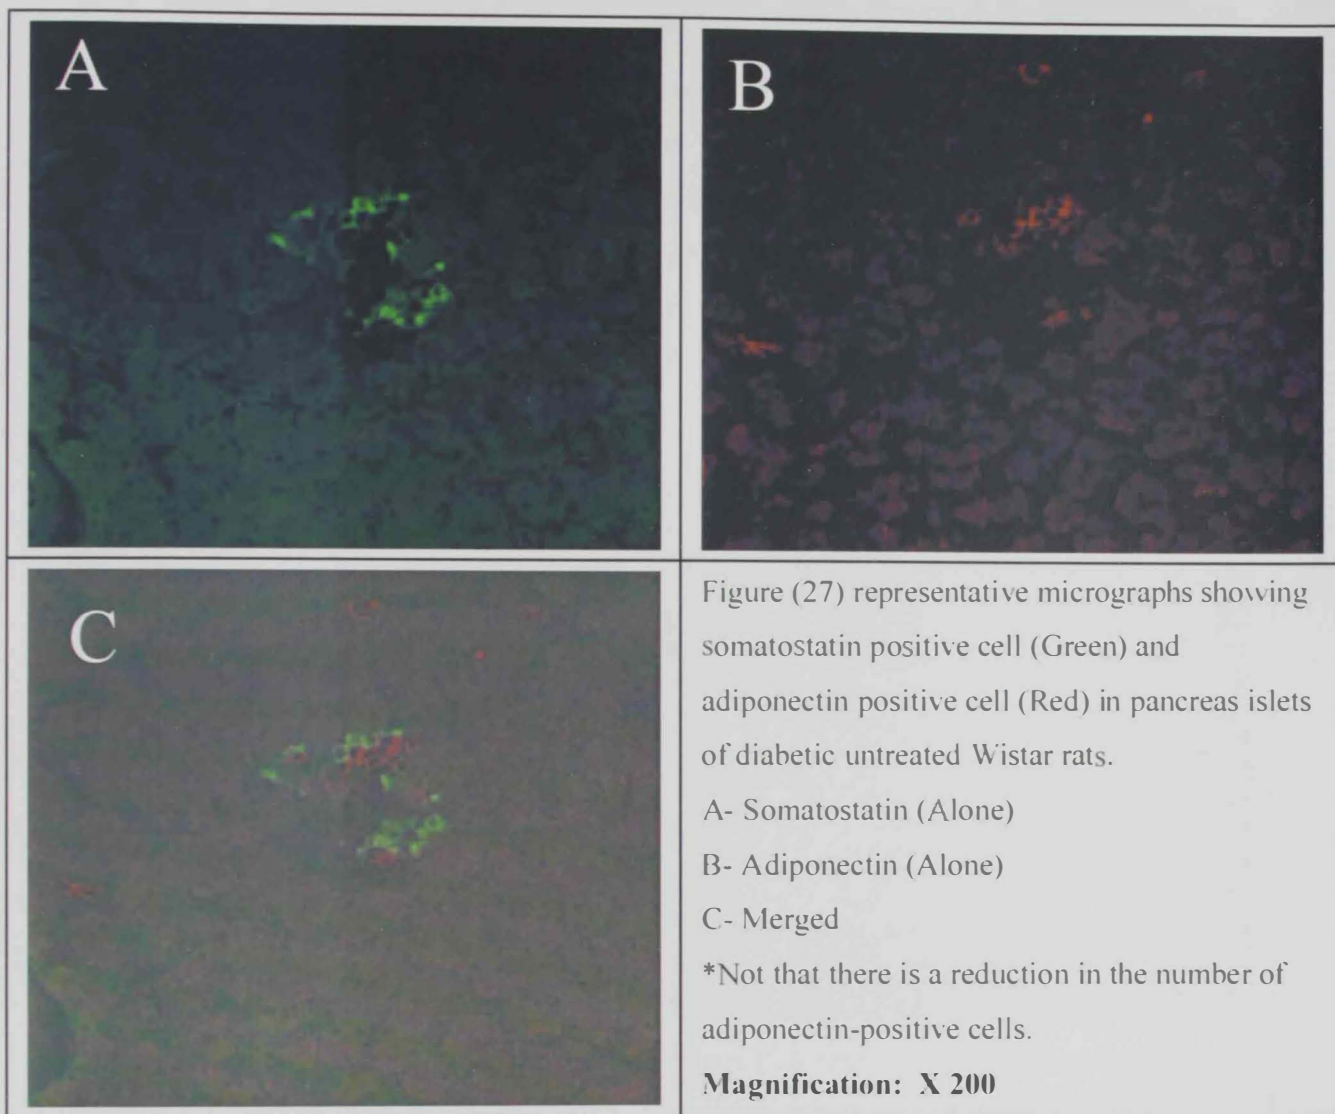 A
B
C
Figure (27) representative micrographs showing
somatostatin positive cell (Green) and
adiponectin positive cell (Red) in pancreas islets
of diabetic untreated Wistar rats.
A- Somatostatin (Alone)
B- Adiponectin (Alone)
C- Merged
*Not that there is a reduction in the number of
adiponectin-positive cells.
Magnification: X 200